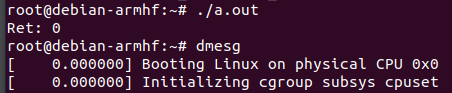 root@debian-armhf:~# ./a.out
Ret: 0
root@debian-armhf:~# dmesg
[    0.000000] Booting Linux on physical CPU 0x0
[    0.000000] Initializing cgroup subsys cpuset